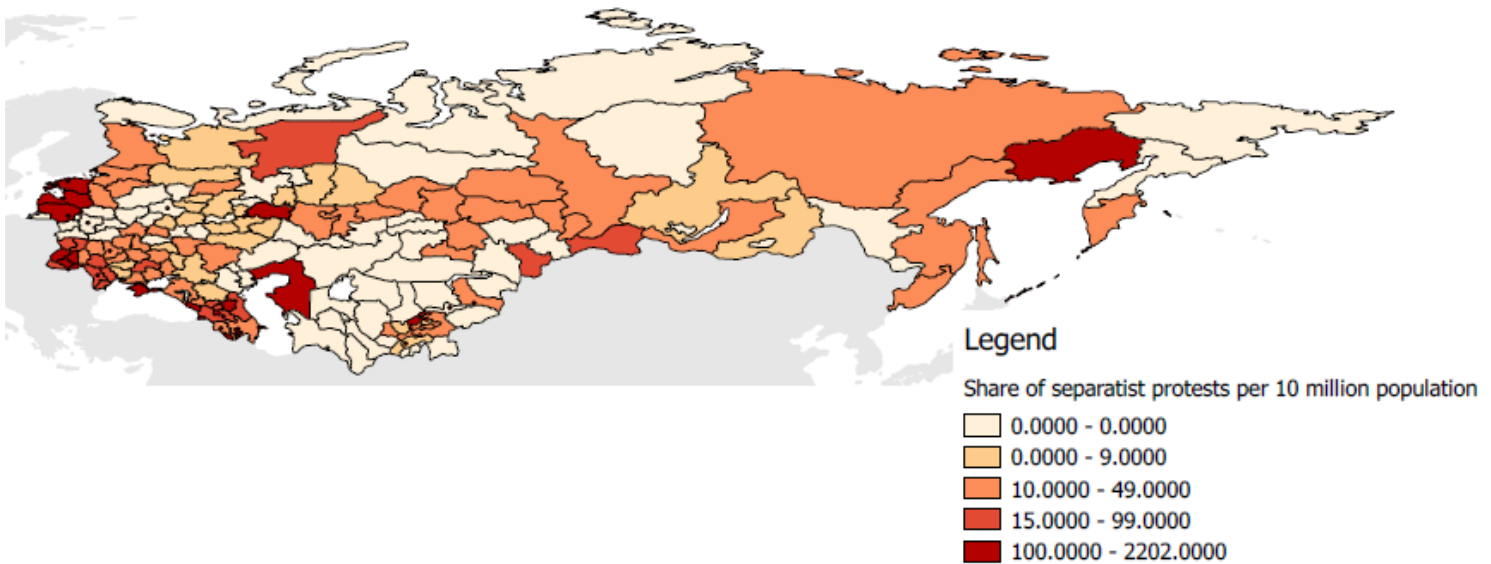 Legend
Share of separatist protests per 10 million population
0.0000 - 0.0000
0.0000 - 9.0000
10.0000 - 49.0000
15.0000 - 99.0000
100.0000 - 2202.0000